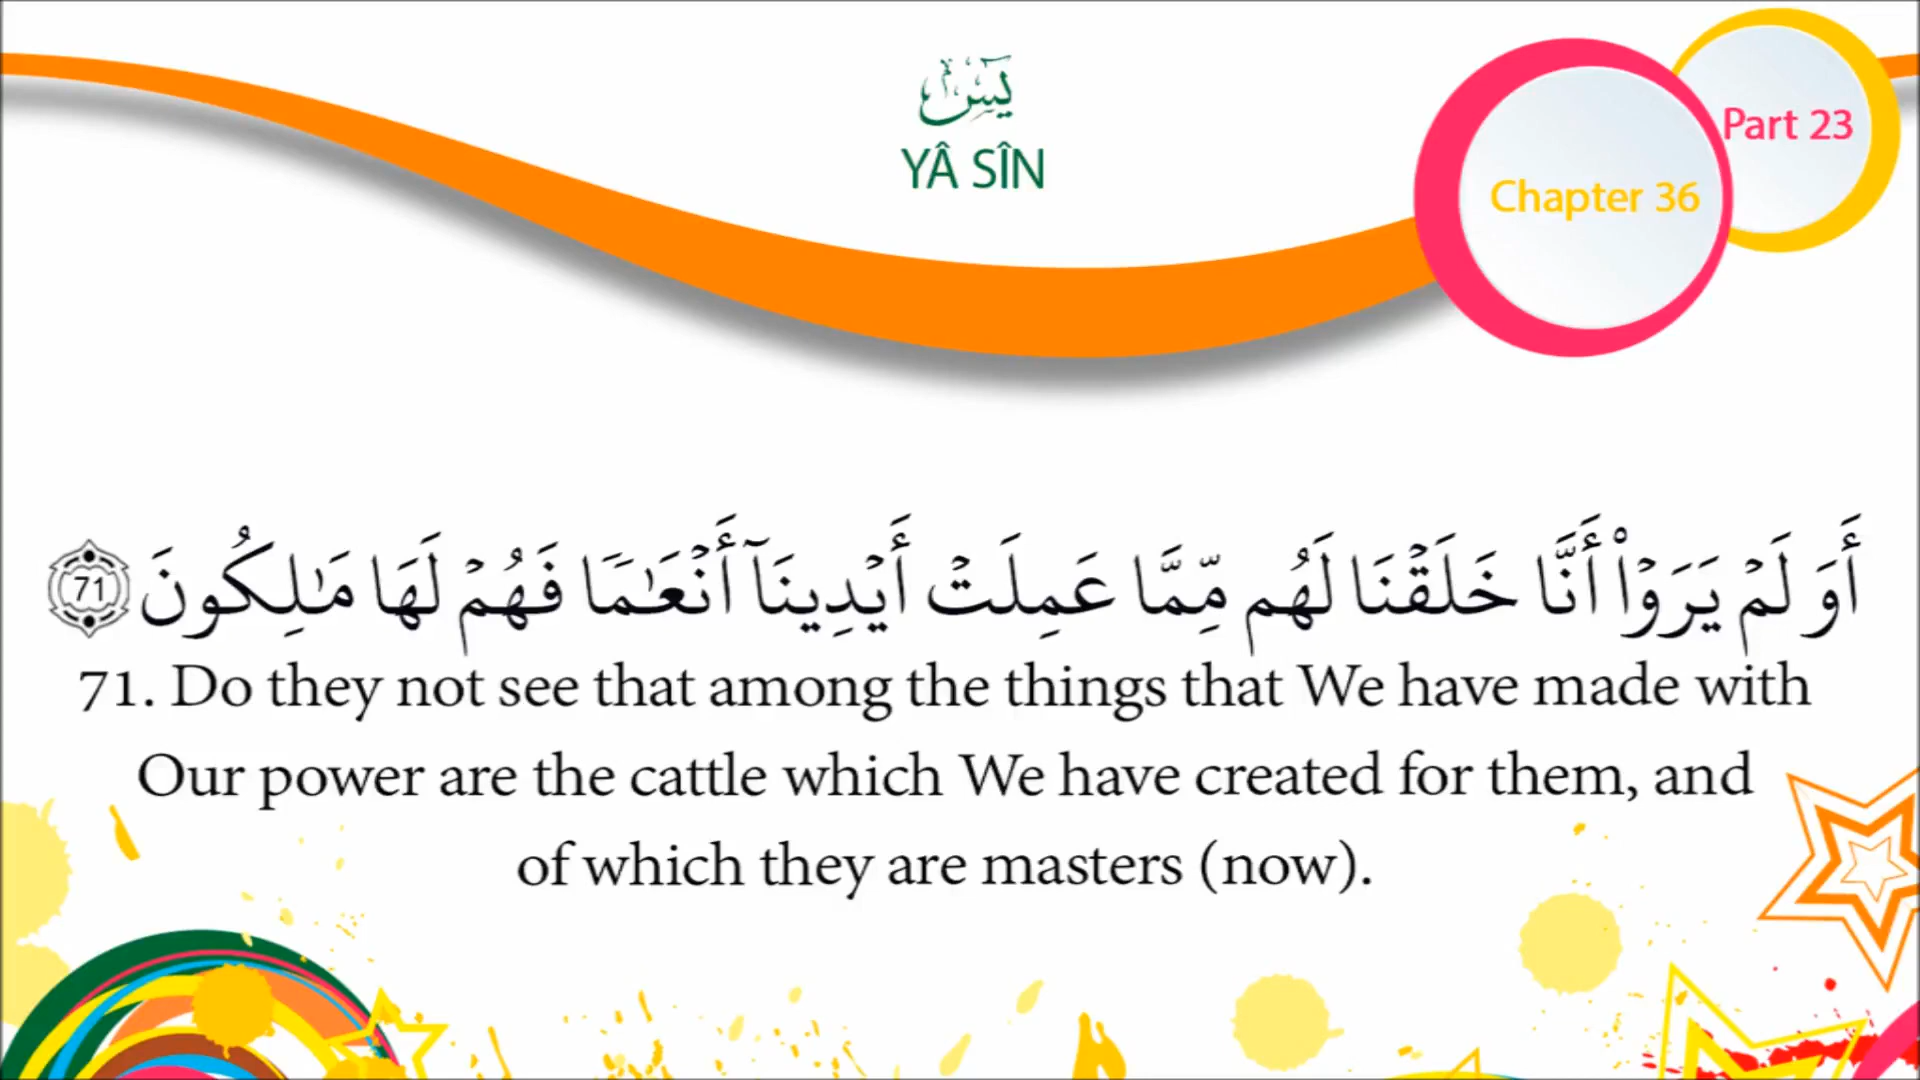 يسٓ
YÂ SÎN
Part 23
Chapter 36
أَوَلَمْ يَرَوْا۟ أَنَّا خَلَقْنَا لَهُم مِّمَّا عَمِلَتْ أَيْدِينَآ أَنْعَـٰمًا فَهُمْ لَهَا مَـٰلِكُونَ 71
71. Do they not see that among the things that We have made with
Our power are the cattle which We have created for them, and
of which they are masters (now).